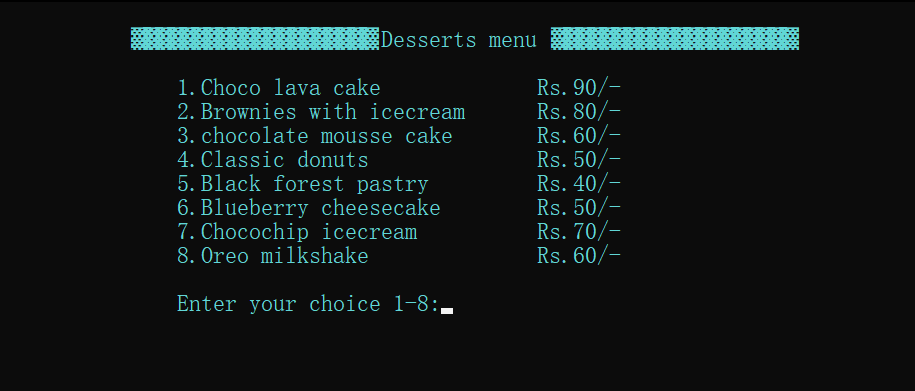 Desserts menu
1.Choco lava cake Rs.90/-
2.Brownies with icecream Rs.80/-
3.chocolate mousse cake Rs.60/-
4.Classic donuts Rs.50/-
5.Black forest pastry Rs.40/-
6.Blueberry cheesecake Rs.50/-
7.Chocochip icecream Rs.70/-
8.Oreo milkshake Rs.60/-
Enter your choice 1-8: